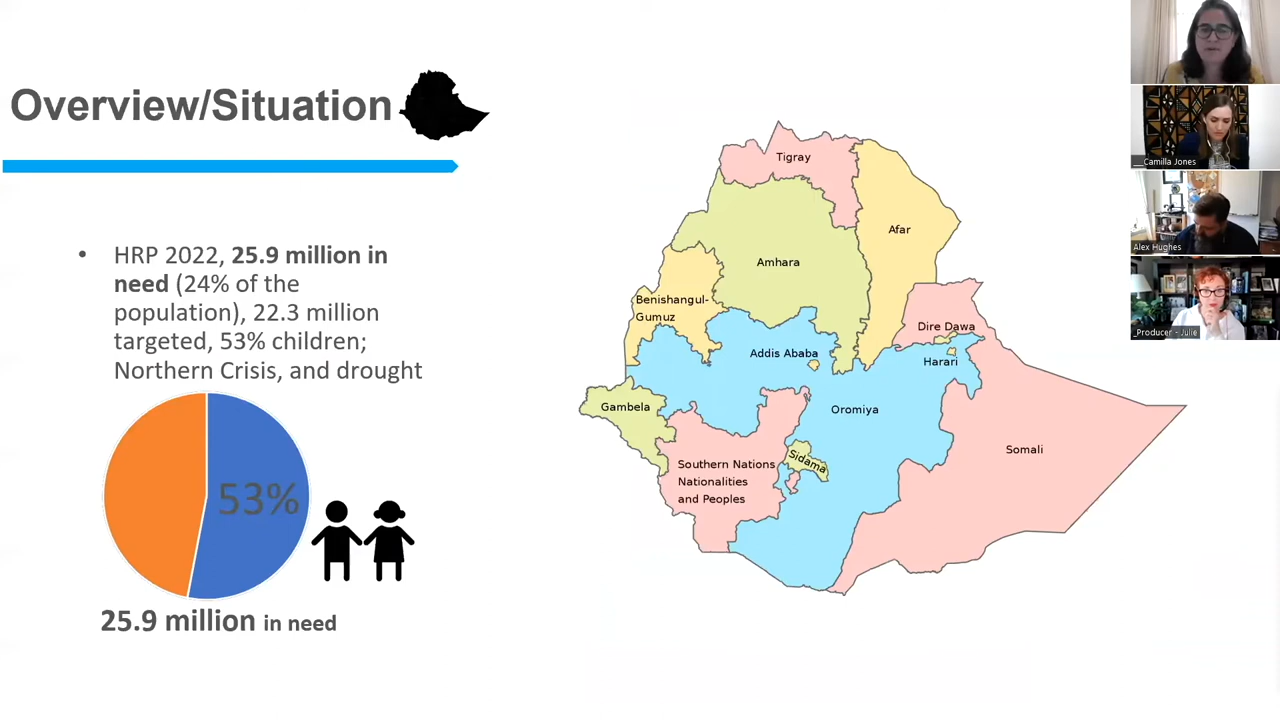 Overview/Situation
• HRP 2022, 25.9 million in
need (24% of the
population), 22.3 million
targeted, 53% children;
Northern Crisis, and drought
53%
25.9 million in need
Tigray
Afar
Amhara
Benishangul-
Gumuz
Dire Dawa
Addis Ababa
Harari
Gambela
Oromiya
Somali
Sidama
Southern Nations
Nationalities
and Peoples
__Camilla Jones
Alex Hughes
_Producer - Julie